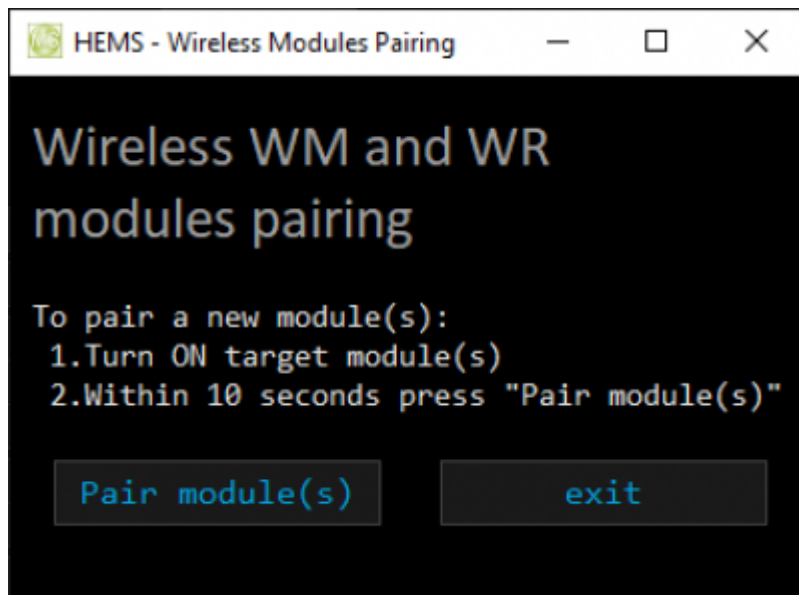 HEMS - Wireless Modules Pairing
Wireless WM and WR
modules pairing
To pair a new module(s):
1.Turn ON target module(s)
2.Within 10 seconds press "Pair module(s)"
Pair module(s) exit